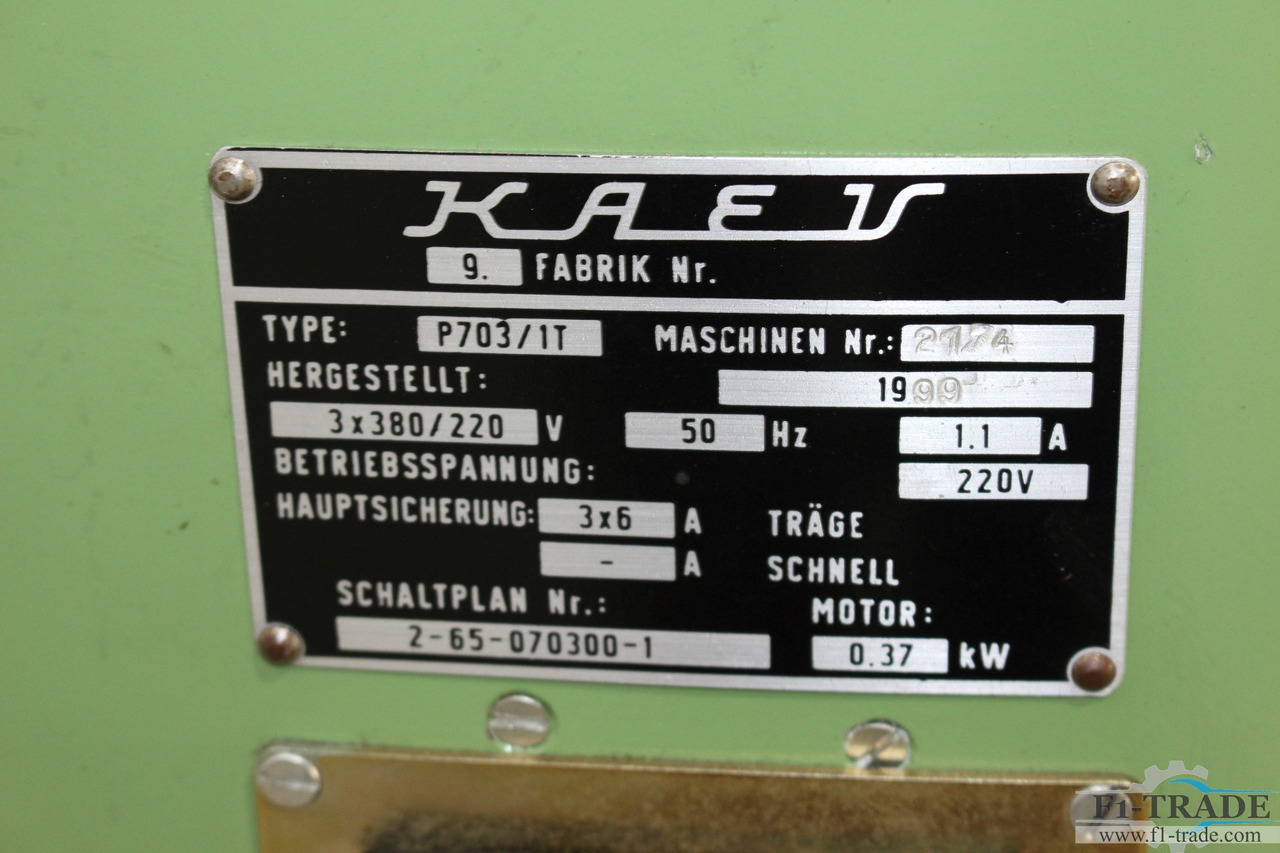 KAEV
9. FABRIK Nr.
TYPE: P703/1T MASCHINEN Nr.: 2174
HERGESTELLT: 1999
3x380/220 V 50 Hz 1.1 A
BETRIEBSSPANNUNG: 220V
HAUPTSICHERUNG: 3x6 A TRÄGE
- A SCHNELL
SCHALTPLAN Nr.: MOTOR:
2-65-070300-1 0.37 kW
F1-TRADE
www.f1-trade.com